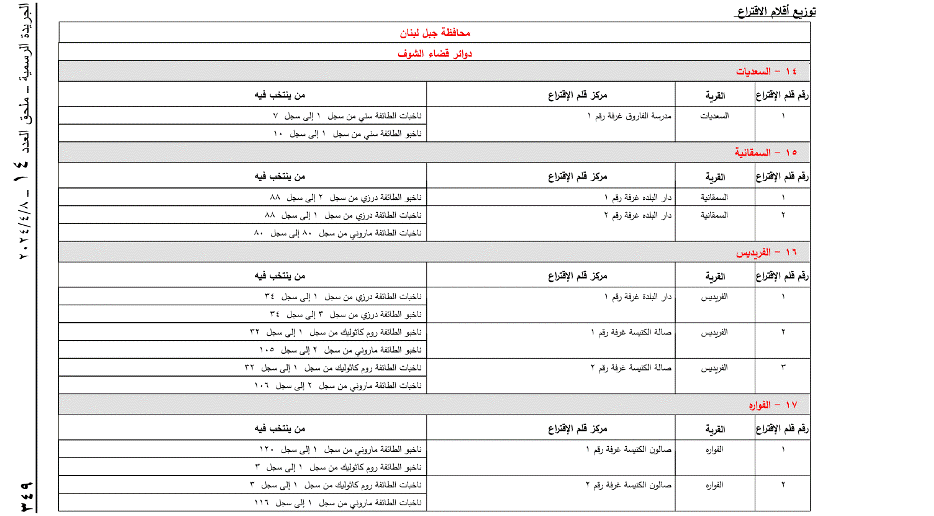 توزيع أقلام الاقتراع
محافظة جبل لبنان
دوائر قضاء الشوف
١٤ - السعديات
رقم قلم الإقتراع القرية مركز قلم الإقتراع من ينتخب فيه
١ السعديات مدرسة الفاروق غرفة رقم ١ ناخبات الطائفة سني من سجل ١ إلى سجل ٧
ناخبو الطائفة سني من سجل ١ إلى سجل ١٠
١٥ - السمقانية
رقم قلم الإقتراع القرية مركز قلم الإقتراع من ينتخب فيه
١ السمقانية دار البلده غرفة رقم ١ ناخبو الطائفة درزي من سجل ٢ إلى سجل ٨٨
٢ السمقانية دار البلده غرفة رقم ٢ ناخبات الطائفة درزي من سجل ١ إلى سجل ٨٨
ناخبات الطائفة ماروني من سجل ٨٠ إلى سجل ٨٠
١٦ - الفريديس
رقم قلم الإقتراع القرية مركز قلم الإقتراع من ينتخب فيه
١ الفريديس دار البلدة غرفة رقم ١ ناخبات الطائفة درزي من سجل ١ إلى سجل ٣٤
ناخبو الطائفة درزي من سجل ٣ إلى سجل ٣٤
٢ الفريديس صالة الكنيسة غرفة رقم ١ ناخبو الطائفة روم كاثوليك من سجل ١ إلى سجل ٣٢
ناخبو الطائفة ماروني من سجل ٢ إلى سجل ١٠٥
٣ الفريديس صالة الكنيسة غرفة رقم ٢ ناخبات الطائفة روم كاثوليك من سجل ١ إلى سجل ٣٢
ناخبات الطائفة ماروني من سجل ٢ إلى سجل ١٠٦
١٧ - الفواره
رقم قلم الإقتراع القرية مركز قلم الإقتراع من ينتخب فيه
١ الفواره صالون الكنيسة غرفة رقم ١ ناخبو الطائفة ماروني من سجل ١ إلى سجل ١٢٠
ناخبو الطائفة روم كاثوليك من سجل ١ إلى سجل ٣
٢ الفواره صالون الكنيسة غرفة رقم ٢ ناخبات الطائفة روم كاثوليك من سجل ١ إلى سجل ٣
ناخبات الطائفة ماروني من سجل ١ إلى سجل ١١٦
الجريدة الرسمية – ملحق العدد ١٤ – ٢٠٢٤/٤/٨
٣٤٩